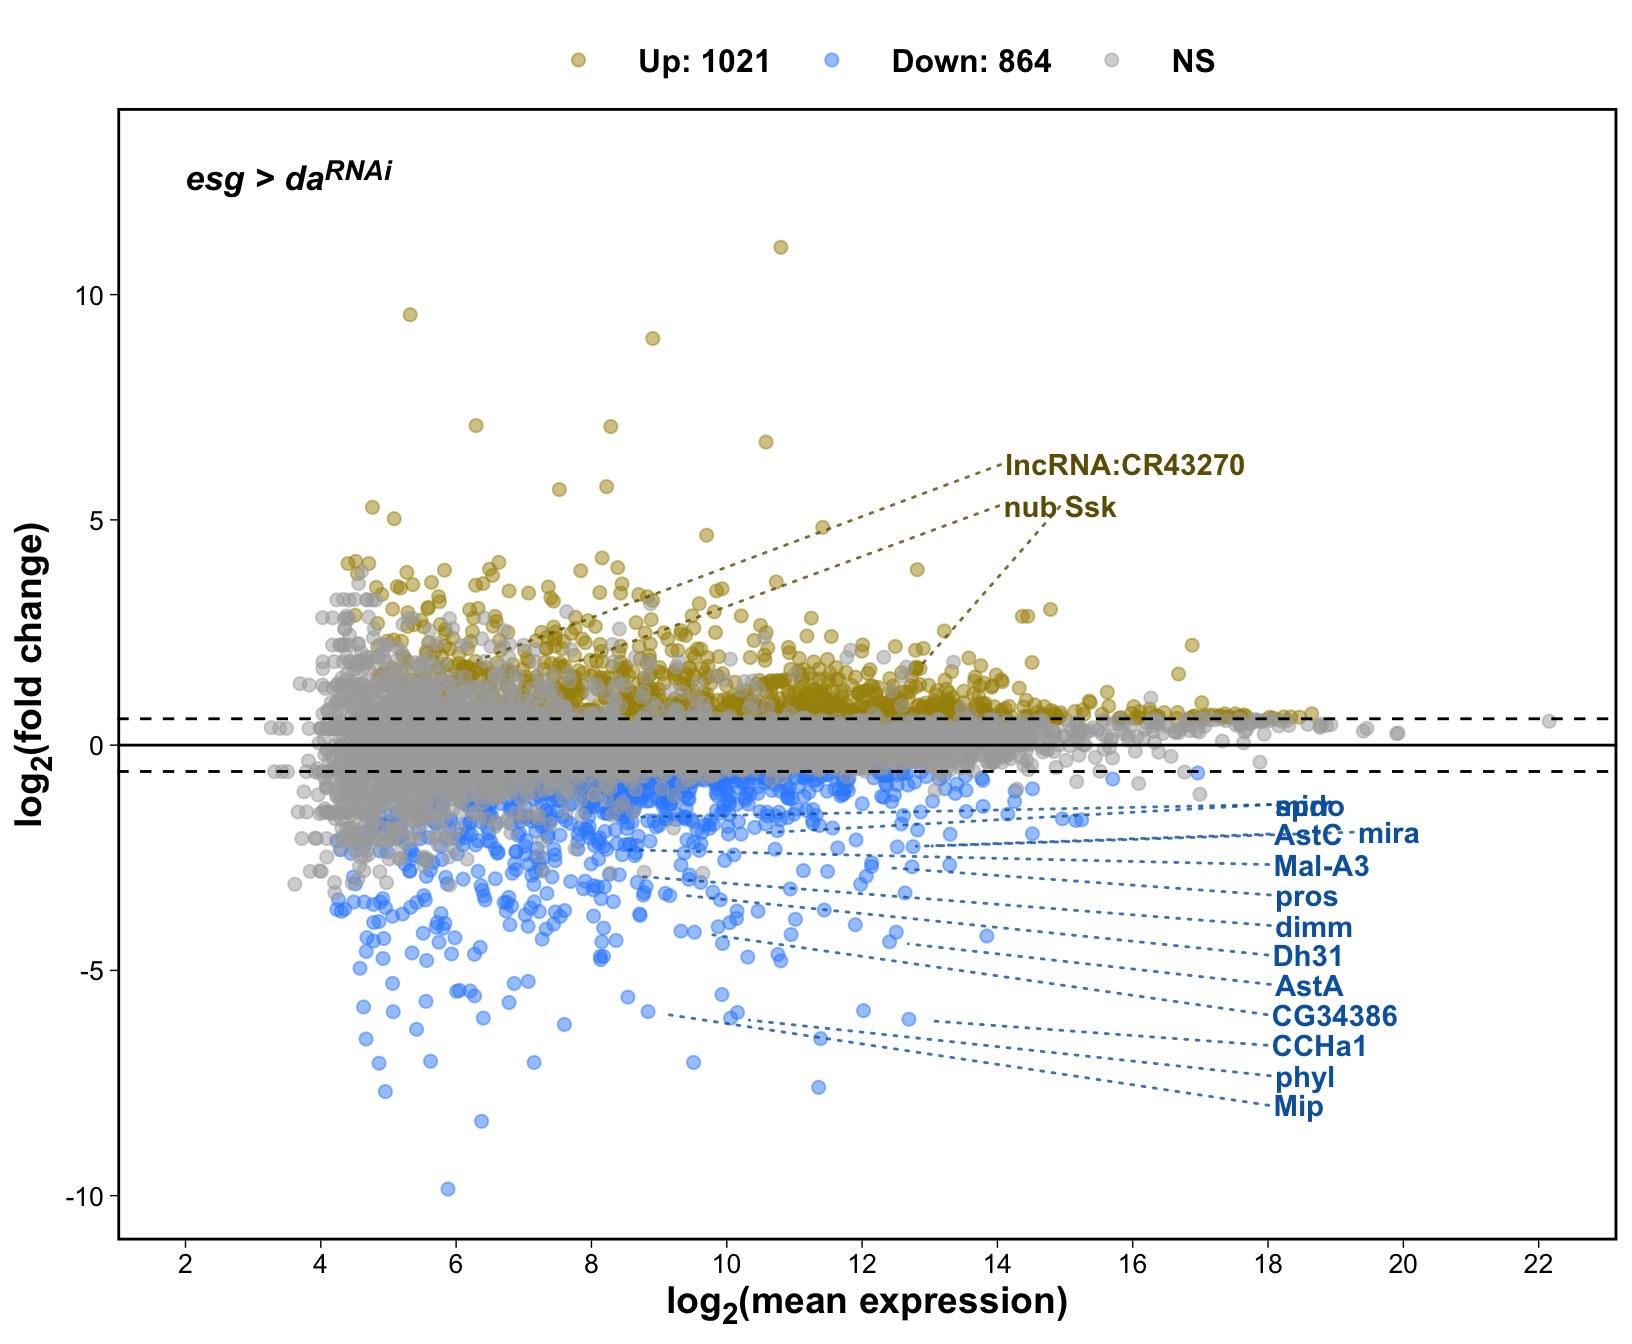 Up: 1021 Down: 864 NS
esg > da^RNAi
log2(fold change)
10
5
0
-5
-10
lncRNA:CR43270
nub Ssk
spdo
AstC mira
Mal-A3
pros
dimm
Dh31
AstA
CG34386
CCHa1
phyl
Mip
2 4 6 8 10 12 14 16 18 20 22
log2(mean expression)